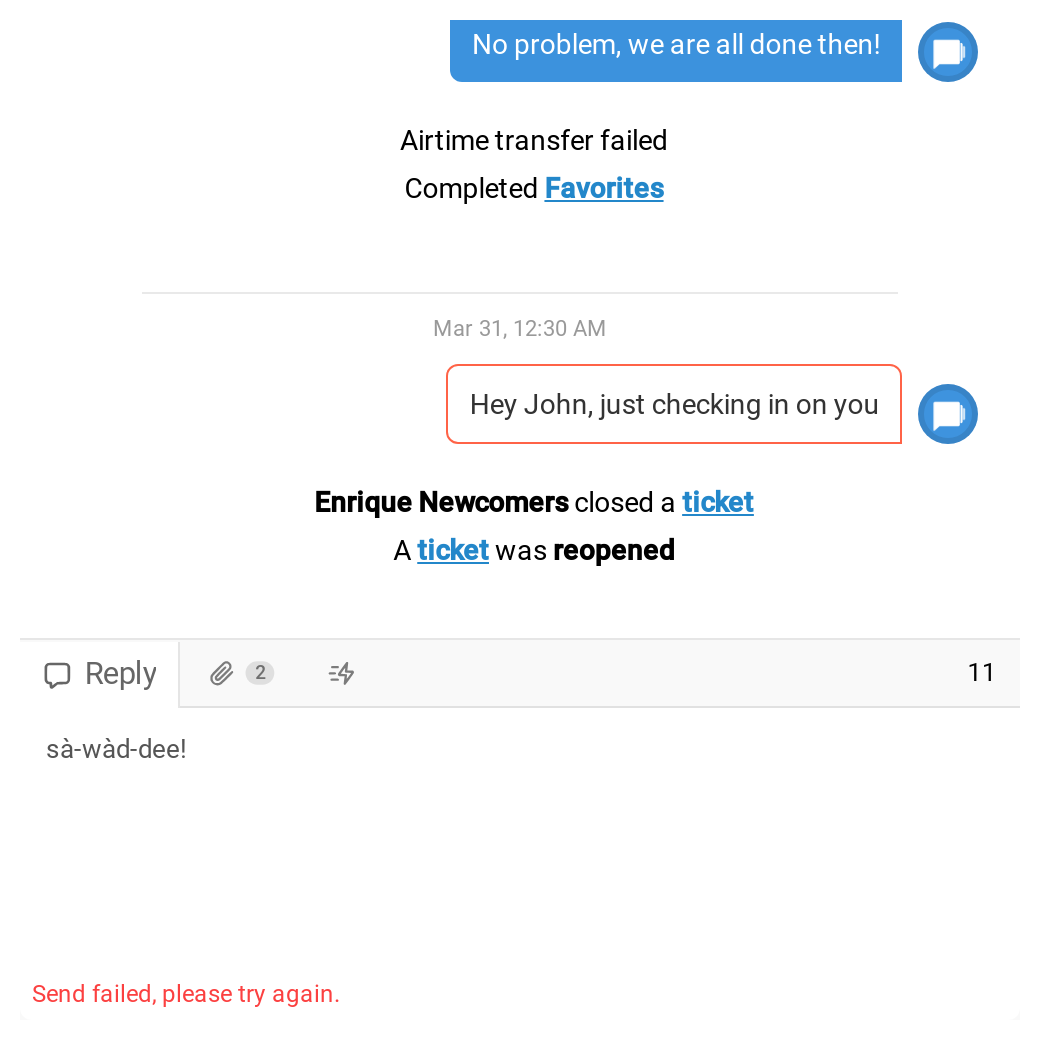 No problem, we are all done then!
Airtime transfer failed
Completed Favorites
Mar 31, 12:30 AM
Hey John, just checking in on you
Enrique Newcomers closed a ticket
A ticket was reopened
Reply 2 11
sà-wàd-dee!
Send failed, please try again.